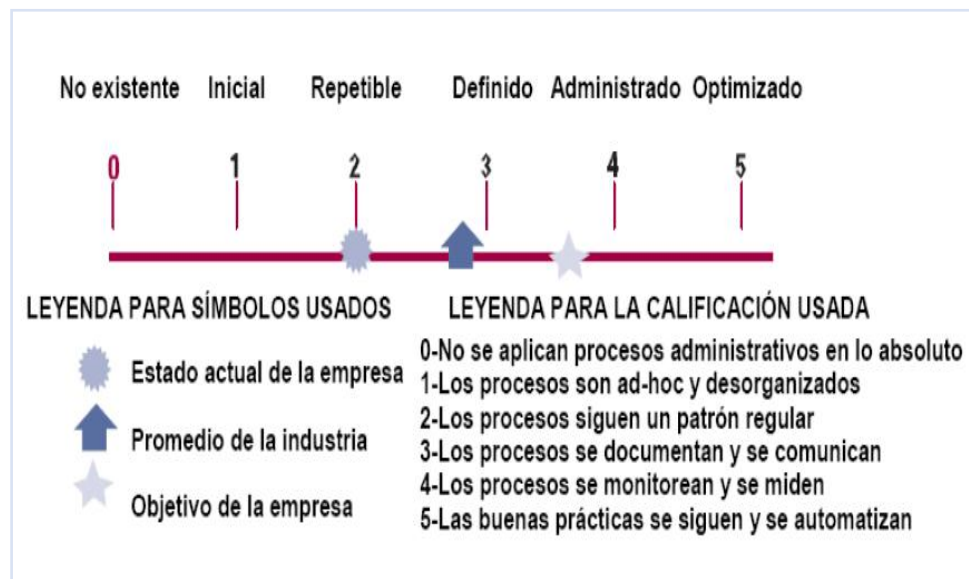 No existente Inicial Repetible Definido Administrado Optimizado
0 1 2 3 4 5
LEYENDA PARA SÍMBOLOS USADOS
Estado actual de la empresa
Promedio de la industria
Objetivo de la empresa
LEYENDA PARA LA CALIFICACIÓN USADA
0-No se aplican procesos administrativos en lo absoluto
1-Los procesos son ad-hoc y desorganizados
2-Los procesos siguen un patrón regular
3-Los procesos se documentan y se comunican
4-Los procesos se monitorean y se miden
5-Las buenas prácticas se siguen y se automatizan